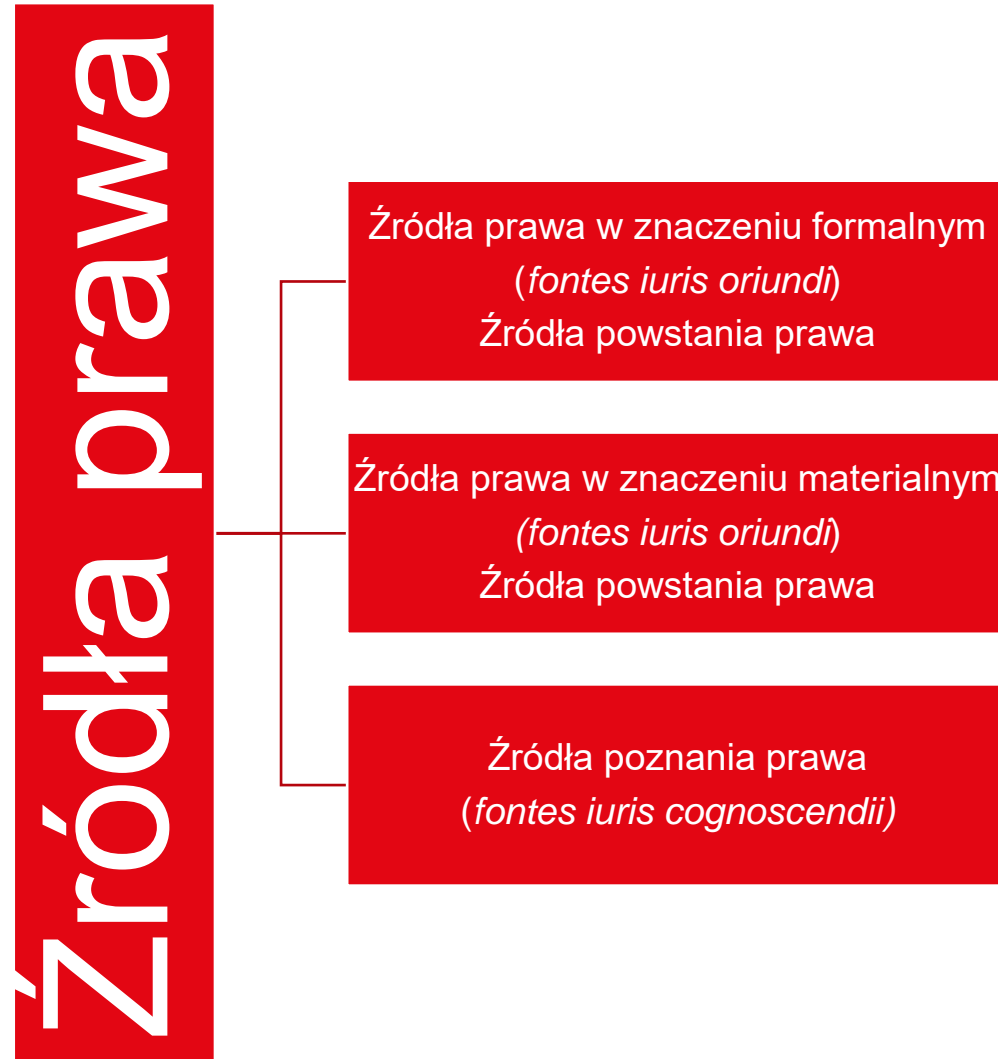 Źródła prawa
Źródła prawa w znaczeniu formalnym
(fontes iuris oriundi)
Źródła powstania prawa
Źródła prawa w znaczeniu materialnym
(fontes iuris oriundi)
Źródła powstania prawa
Źródła poznania prawa
(fontes iuris cognoscendii)